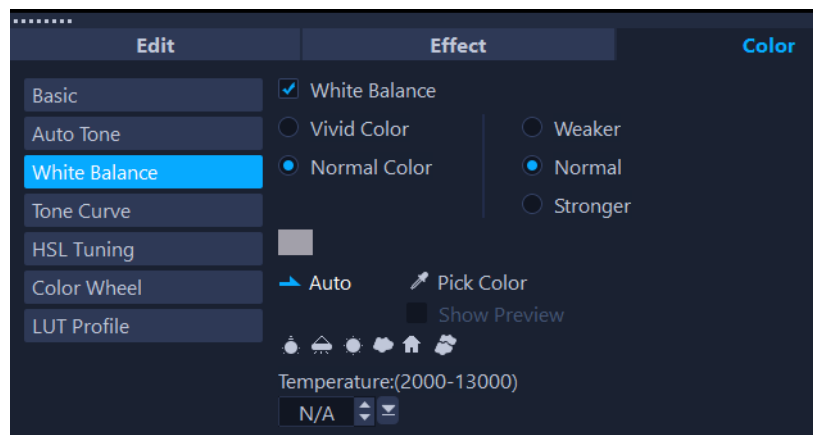 Edit Effect Color
Basic
Auto Tone
White Balance
Tone Curve
HSL Tuning
Color Wheel
LUT Profile
White Balance
Vivid Color
Normal Color
Weaker
Normal
Stronger
Auto
Pick Color
Show Preview
Temperature:(2000-13000)
N/A